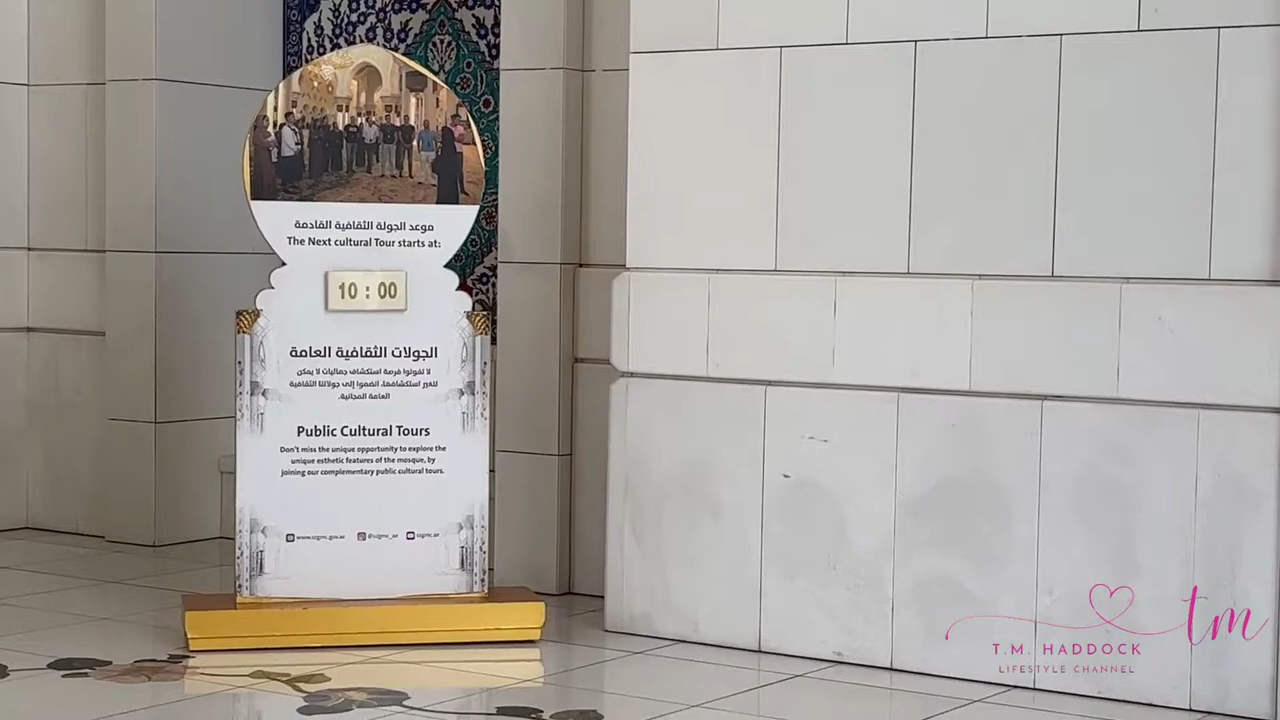 موعد الجولة الثقافية القادمة
The Next cultural Tour starts at:
10 : 00
الجولات الثقافية العامة
لا تفوتوا فرصة استكشاف جماليات لا يمكن
للغير استكشافها، انضموا إلى جولاتنا الثقافية
العامة المجانية.
Public Cultural Tours
Don't miss the unique opportunity to explore the
unique esthetic features of the mosque, by
joining our complementary public cultural tours.
www.szgmc.gov.ae @szgmc_ae szgmc.ae
tm
T.M. HADDOCK
LIFESTYLE CHANNEL